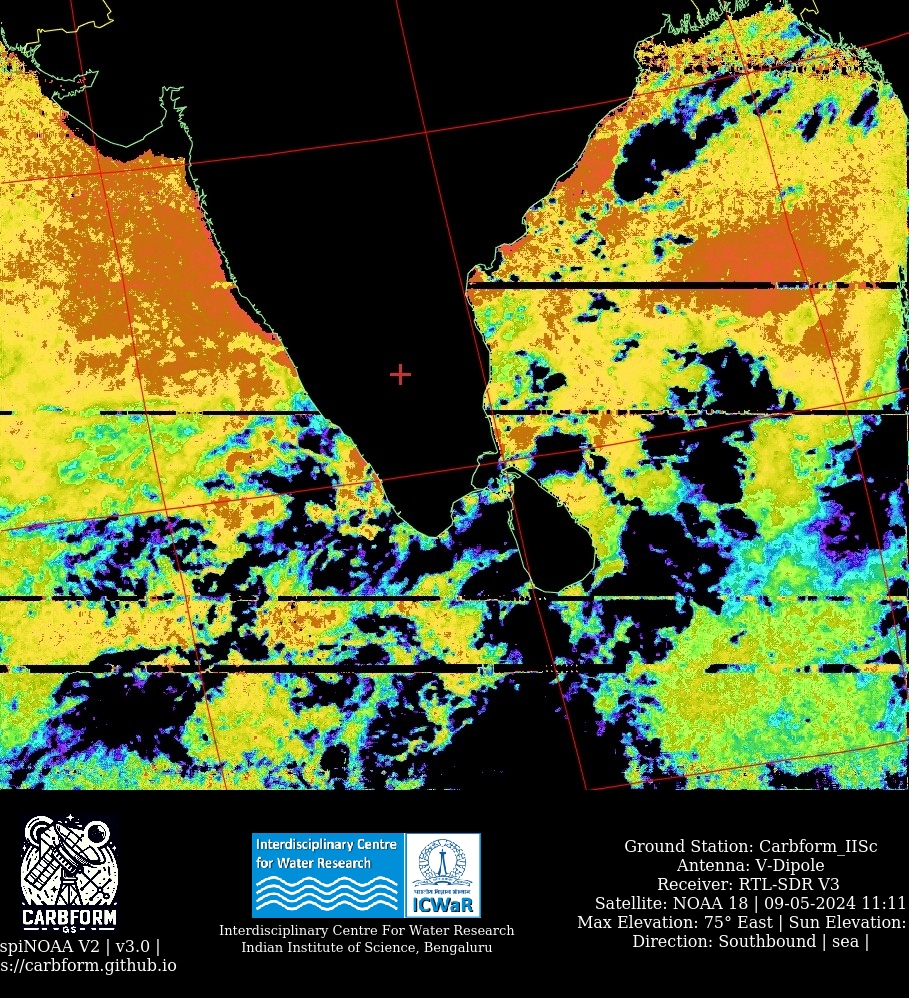 CARBFORM
GS
spiNOAA V2 | v3.0 |
s://carbform.github.io
Interdisciplinary Centre
for Water Research
ICWaR
Interdisciplinary Centre For Water Research
Indian Institute of Science, Bengaluru
Ground Station: Carbform_IISc
Antenna: V-Dipole
Receiver: RTL-SDR V3
Satellite: NOAA 18 | 09-05-2024 11:11
Max Elevation: 75° East | Sun Elevation:
Direction: Southbound | sea |